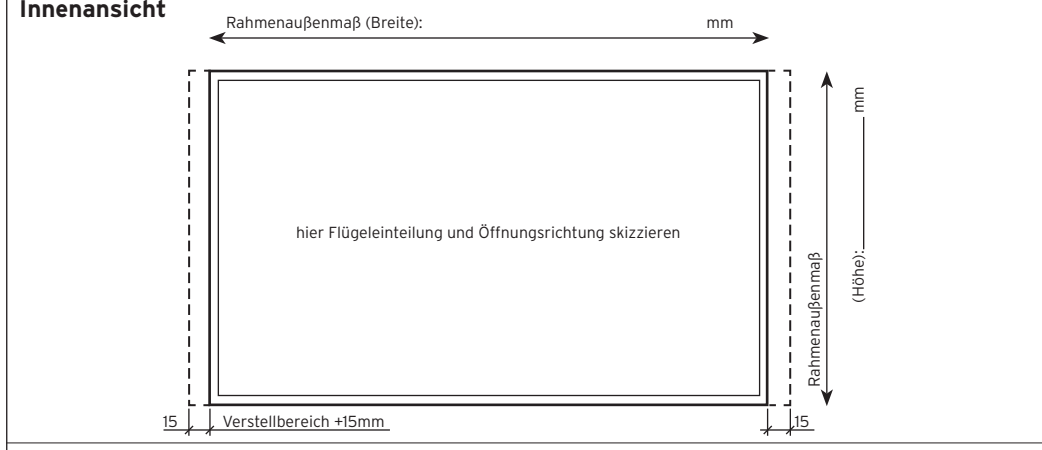 Innenansicht
Rahmenaußenmaß (Breite): mm
hier Flügeleinteilung und Öffnungsrichtung skizzieren
Rahmenaußenmaß
(Höhe): mm
15 Verstellbereich +15mm 15